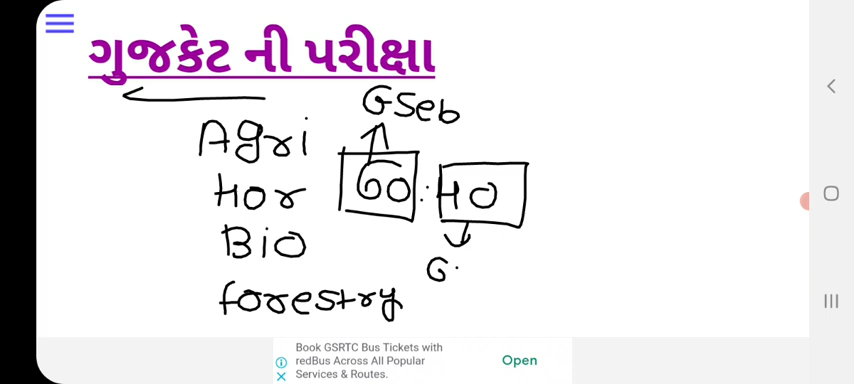 ગુજકેટ ની પરીક્ષા
GSeb
Agri
Hor 60:40
Bio
G.
forestry
Book GSRTC Bus Tickets with
redBus Across All Popular
Services & Routes.
Open